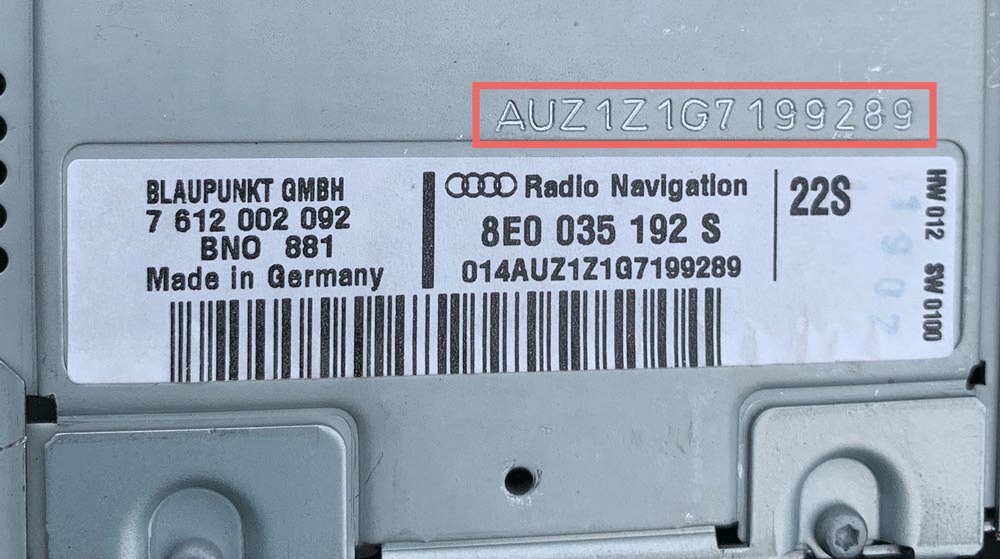 AUZ1Z1G7199289
BLAUPUNKT GMBH
7 612 002 092
BNO 881
Made in Germany
Radio Navigation
8E0 035 192 S
014AUZ1Z1G7199289
22S
HW 012 SW 0100